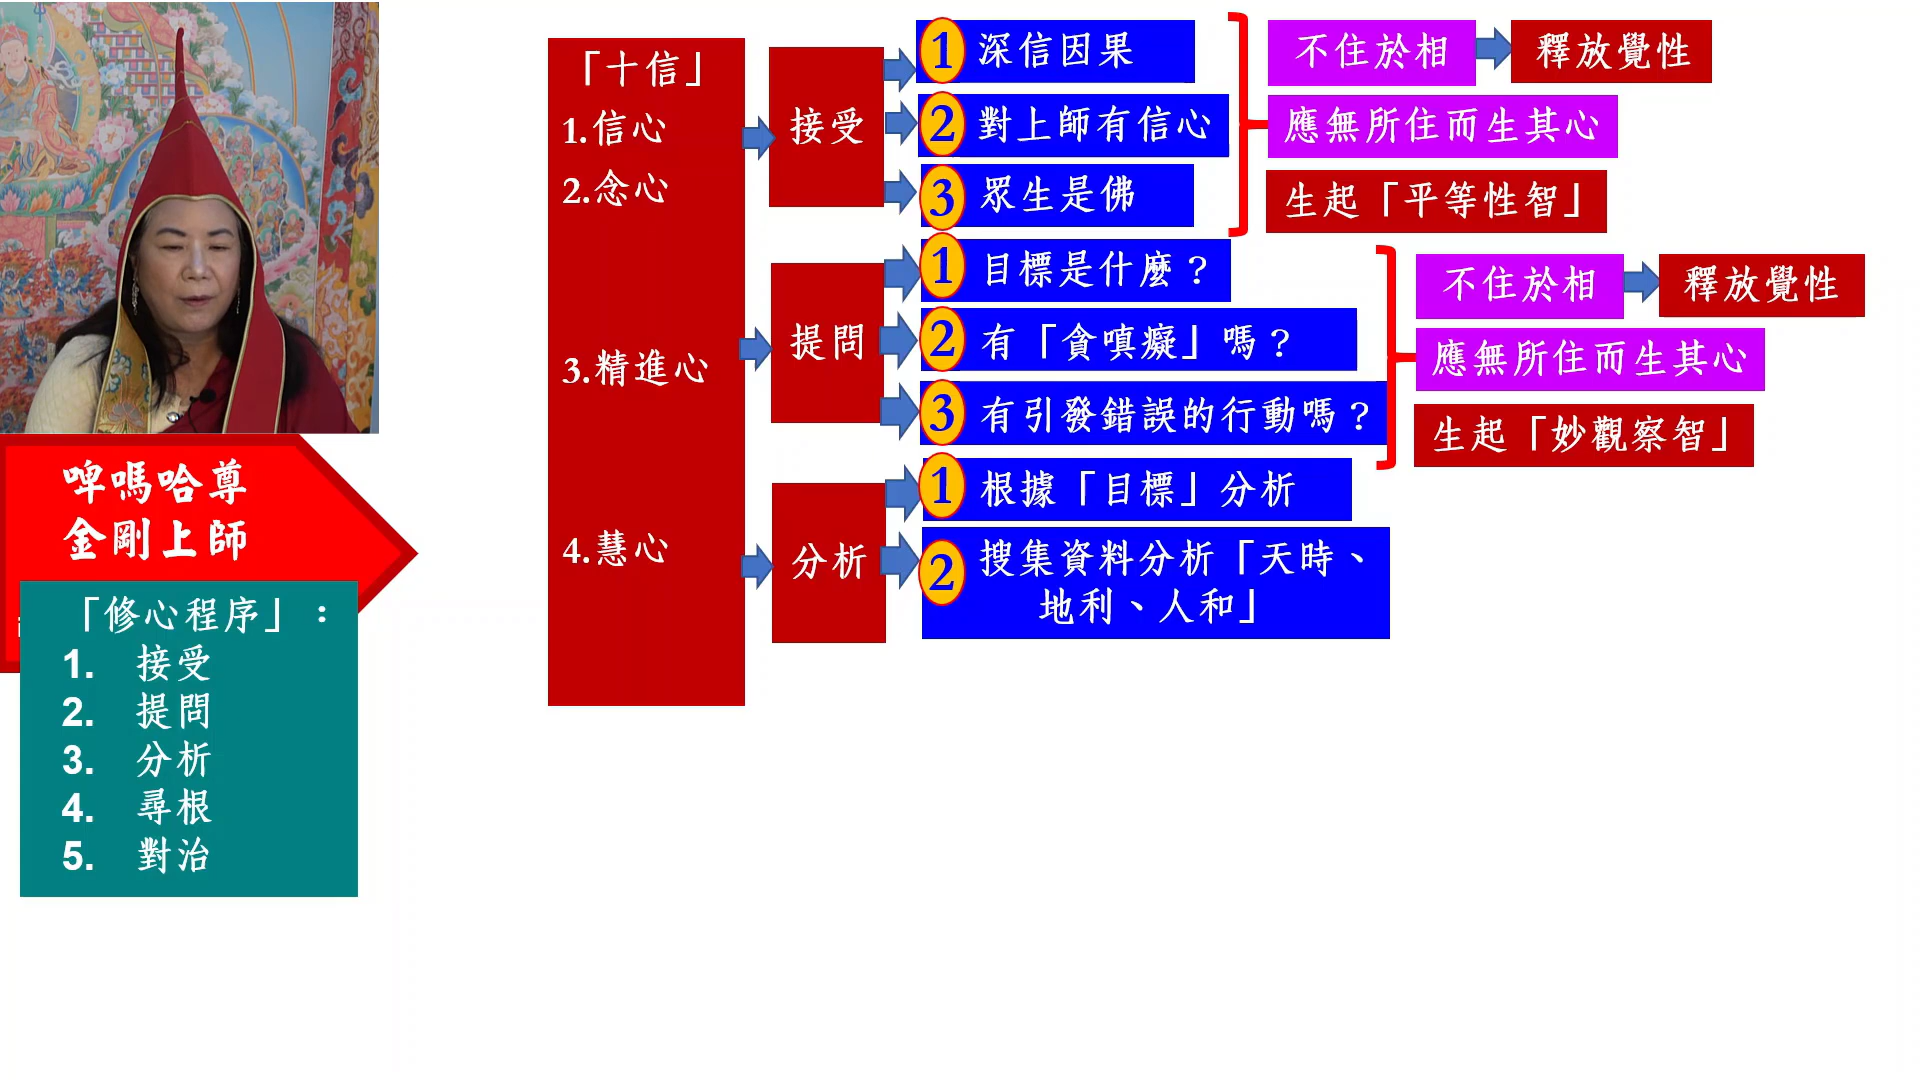 「十信」
1.信心
2.念心
3.精進心
4.慧心
接受
1 深信因果
2 對上師有信心
3 眾生是佛
不住於相
釋放覺性
應無所住而生其心
生起「平等性智」
提問
1 目標是什麼？
2 有「貪嗔癡」嗎？
3 有引發錯誤的行動嗎？
不住於相
釋放覺性
應無所住而生其心
生起「妙觀察智」
分析
1 根據「目標」分析
2 搜集資料分析「天時、
地利、人和」
啤嗎哈尊
金剛上師
「修心程序」：
1. 接受
2. 提問
3. 分析
4. 尋根
5. 對治